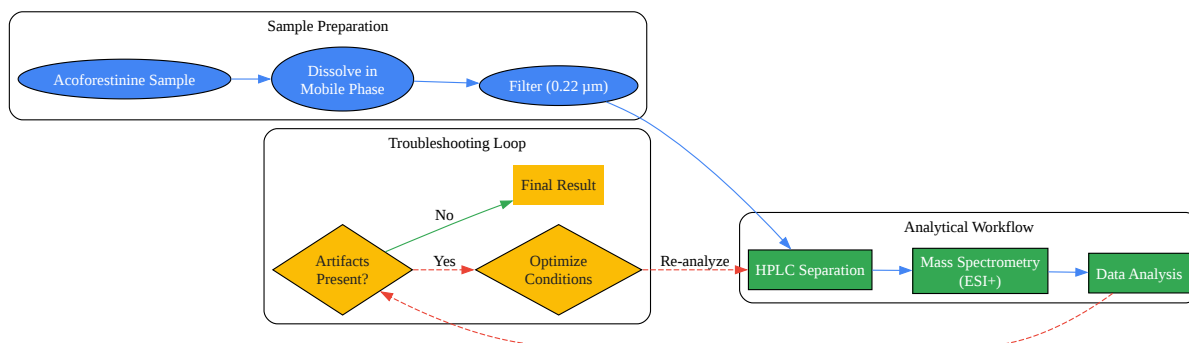 Sample Preparation
Acoforestinine Sample
Dissolve in
Mobile Phase
Filter (0.22 µm)
Troubleshooting Loop
Final Result
No
Artifacts
Present?
Yes
Optimize
Conditions
Re-analyze
Analytical Workflow
HPLC Separation
Mass Spectrometry
(ESI+)
Data Analysis